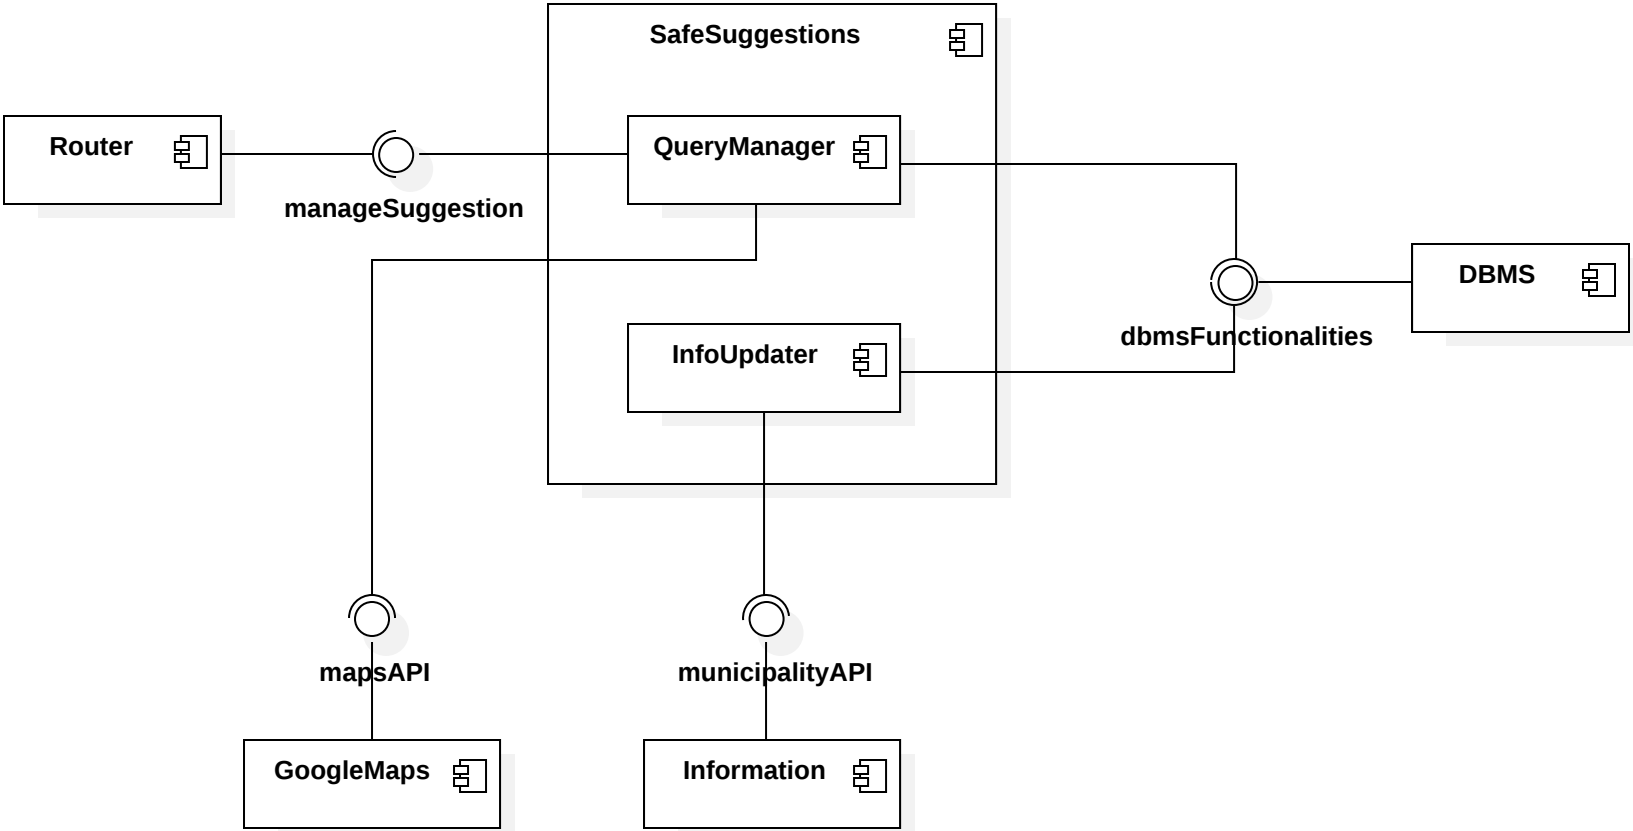 SafeSuggestions
Router
QueryManager
manageSuggestion
DBMS
dbmsFunctionalities
InfoUpdater
mapsAPI
municipalityAPI
GoogleMaps
Information